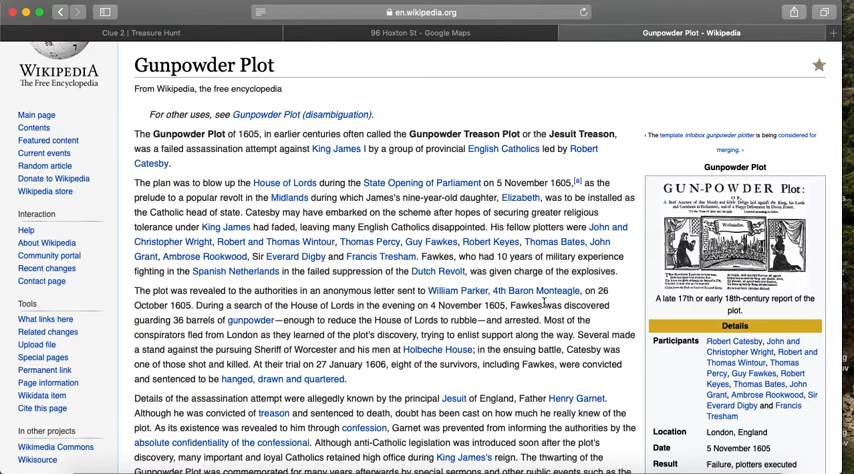 en.wikipedia.org
Clue 2 | Treasure Hunt
96 Hoxton St - Google Maps
Gunpowder Plot - Wikipedia
WIKIPEDIA
The Free Encyclopedia
Main page
Contents
Featured content
Current events
Random article
Donate to Wikipedia
Wikipedia store
Interaction
Help
About Wikipedia
Community portal
Recent changes
Contact page
Tools
What links here
Related changes
Upload file
Special pages
Permanent link
Page information
Wikidata item
Cite this page
In other projects
Wikimedia Commons
Wikisource
Gunpowder Plot
From Wikipedia, the free encyclopedia
For other uses, see Gunpowder Plot (disambiguation).
The Gunpowder Plot of 1605, in earlier centuries often called the Gunpowder Treason Plot or the Jesuit Treason,
was a failed assassination attempt against King James I by a group of provincial English Catholics led by Robert
Catesby.
The plan was to blow up the House of Lords during the State Opening of Parliament on 5 November 1605,[a] as the
prelude to a popular revolt in the Midlands during which James's nine-year-old daughter, Elizabeth, was to be installed as
the Catholic head of state. Catesby may have embarked on the scheme after hopes of securing greater religious
tolerance under King James had faded, leaving many English Catholics disappointed. His fellow plotters were John and
Christopher Wright, Robert and Thomas Wintour, Thomas Percy, Guy Fawkes, Robert Keyes, Thomas Bates, John
Grant, Ambrose Rookwood, Sir Everard Digby and Francis Tresham. Fawkes, who had 10 years of military experience
fighting in the Spanish Netherlands in the failed suppression of the Dutch Revolt, was given charge of the explosives.
The plot was revealed to the authorities in an anonymous letter sent to William Parker, 4th Baron Monteagle, on 26
October 1605. During a search of the House of Lords in the evening on 4 November 1605, Fawkes was discovered
guarding 36 barrels of gunpowder—enough to reduce the House of Lords to rubble—and arrested. Most of the
conspirators fled from London as they learned of the plot's discovery, trying to enlist support along the way. Several made
a stand against the pursuing Sheriff of Worcester and his men at Holbeche House; in the ensuing battle, Catesby was
one of those shot and killed. At their trial on 27 January 1606, eight of the survivors, including Fawkes, were convicted
and sentenced to be hanged, drawn and quartered.
Details of the assassination attempt were allegedly known by the principal Jesuit of England, Father Henry Garnet.
Although he was convicted of treason and sentenced to death, doubt has been cast on how much he really knew of the
plot. As its existence was revealed to him through confession, Garnet was prevented from informing the authorities by the
absolute confidentiality of the confessional. Although anti-Catholic legislation was introduced soon after the plot's
discovery, many important and loyal Catholics retained high office during King James's reign. The thwarting of the
Gunpowder Plot was commemorated for many years afterwards by special sermons and other public events such as the
‹ The template Infobox gunpowder plotter is being considered for
merging. ›
Gunpowder Plot
GUN-POWDER Plot:
A late 17th or early 18th-century report of the
plot.
Details
Participants
Robert Catesby, John and
Christopher Wright, Robert and
Thomas Wintour, Thomas
Percy, Guy Fawkes, Robert
Keyes, Thomas Bates, John
Grant, Ambrose Rookwood, Sir
Everard Digby and Francis
Tresham
Location London, England
Date 5 November 1605
Result Failure, plotters executed